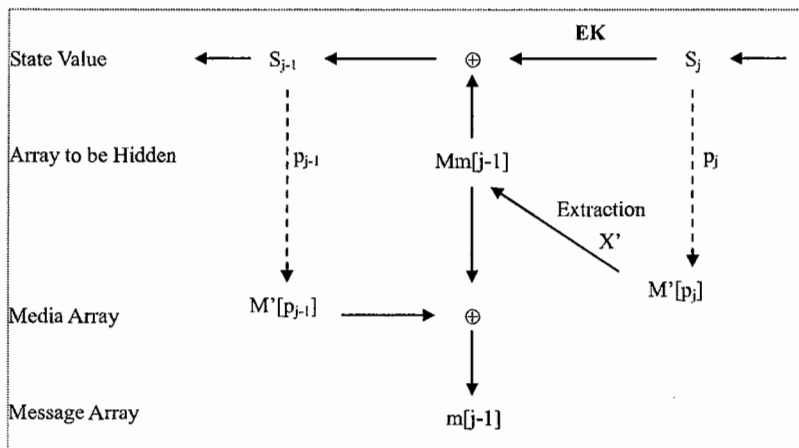 EK
State Value S_{j-1} ⊕ S_j
Array to be Hidden p_{j-1} Mm[j-1] p_j
Extraction
X'
M'[p_{j-1}] M'[p_j]
Media Array ⊕
Message Array m[j-1]